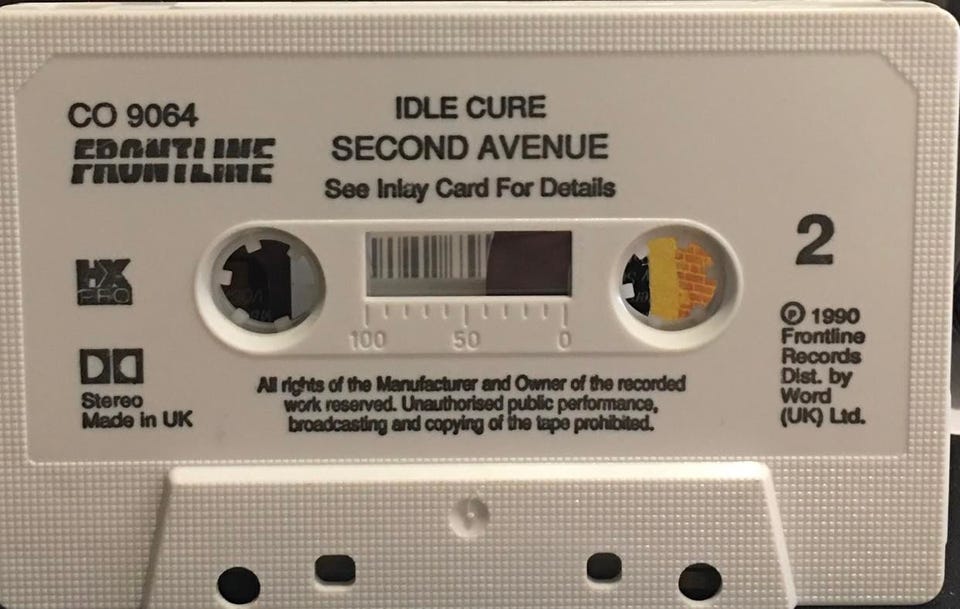 CO 9064
FRONTLINE
IDLE CURE
SECOND AVENUE
See Inlay Card For Details
HX
PRO
100
50
0
2
Stereo
Made in UK
All rights of the Manufacturer and Owner of the recorded
work reserved. Unauthorised public performance,
broadcasting and copying of the tape prohibited.
℗ 1990
Frontline
Records
Dist. by
Word
(UK) Ltd.